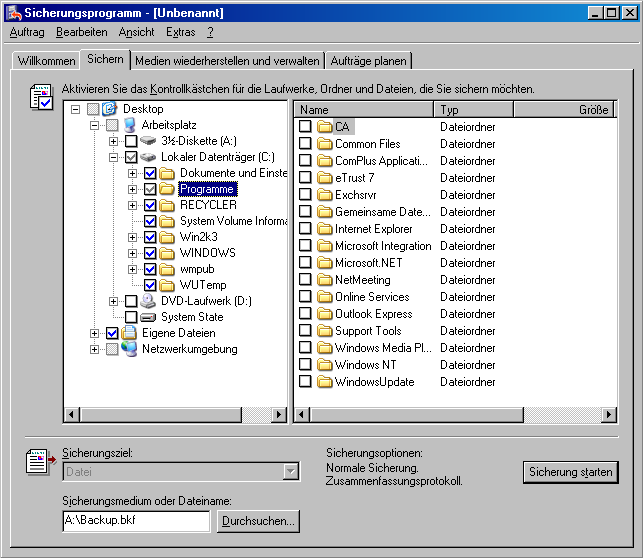 Sicherungsprogramm - [Unbenannt]
Auftrag Bearbeiten Ansicht Extras ?
Willkommen Sichern Medien wiederherstellen und verwalten Aufträge planen
Aktivieren Sie das Kontrollkästchen für die Laufwerke, Ordner und Dateien, die Sie sichern möchten.
Desktop
Arbeitsplatz
3½-Diskette (A:)
Lokaler Datenträger (C:)
Dokumente und Einste
Programme
RECYCLER
System Volume Informa
Win2k3
WINDOWS
wmpub
WUTemp
DVD-Laufwerk (D:)
System State
Eigene Dateien
Netzwerkumgebung
Name Typ Größe
CA Dateiordner
Common Files Dateiordner
ComPlus Applicati... Dateiordner
eTrust 7 Dateiordner
Exchsrvr Dateiordner
Gemeinsame Date... Dateiordner
Internet Explorer Dateiordner
Microsoft Integration Dateiordner
Microsoft.NET Dateiordner
NetMeeting Dateiordner
Online Services Dateiordner
Outlook Express Dateiordner
Support Tools Dateiordner
Windows Media Pl... Dateiordner
Windows NT Dateiordner
WindowsUpdate Dateiordner
Sicherungsziel:
Datei
Sicherungsmedium oder Dateiname:
A:\Backup.bkf Durchsuchen...
Sicherungsoptionen:
Normale Sicherung.
Zusammenfassungsprotokoll.
Sicherung starten